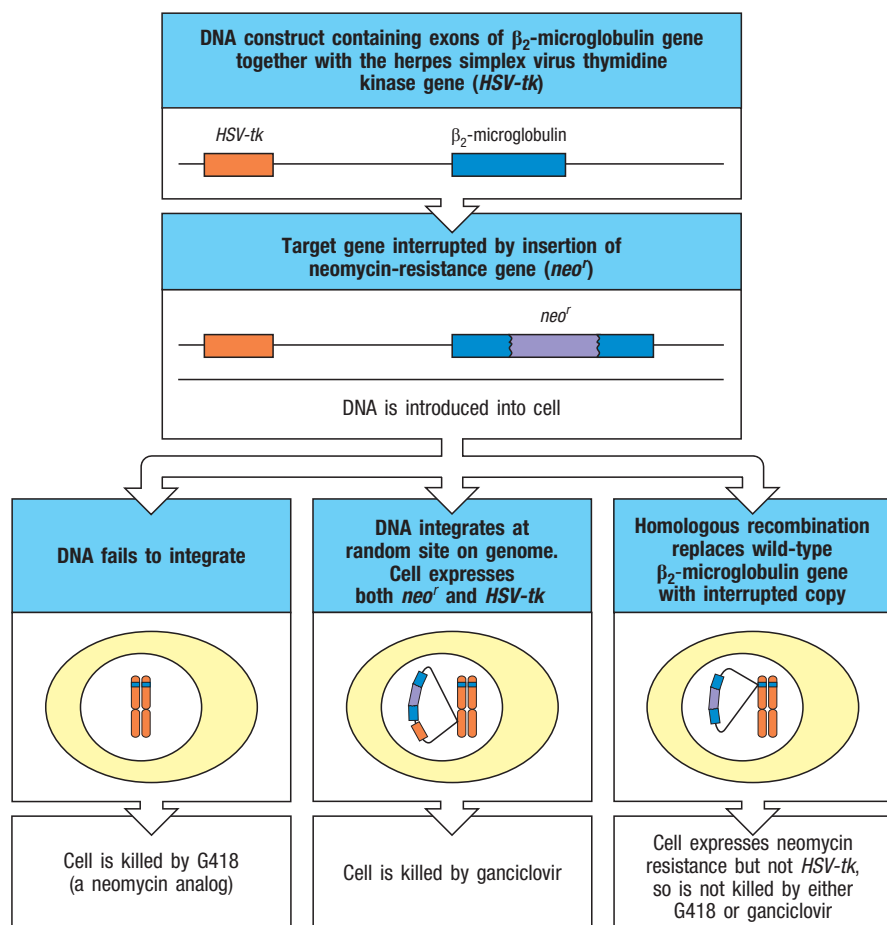 DNA construct containing exons of β₂-microglobulin gene
together with the herpes simplex virus thymidine
kinase gene (HSV-tk)
HSV-tk
β₂-microglobulin
Target gene interrupted by insertion of
neomycin-resistance gene (neoʳ)
neoʳ
DNA is introduced into cell
DNA fails to integrate
DNA integrates at
random site on genome.
Cell expresses
both neoʳ and HSV-tk
Homologous recombination
replaces wild-type
β₂-microglobulin gene
with interrupted copy
Cell is killed by G418
(a neomycin analog)
Cell is killed by ganciclovir
Cell expresses neomycin
resistance but not HSV-tk,
so is not killed by either
G418 or ganciclovir